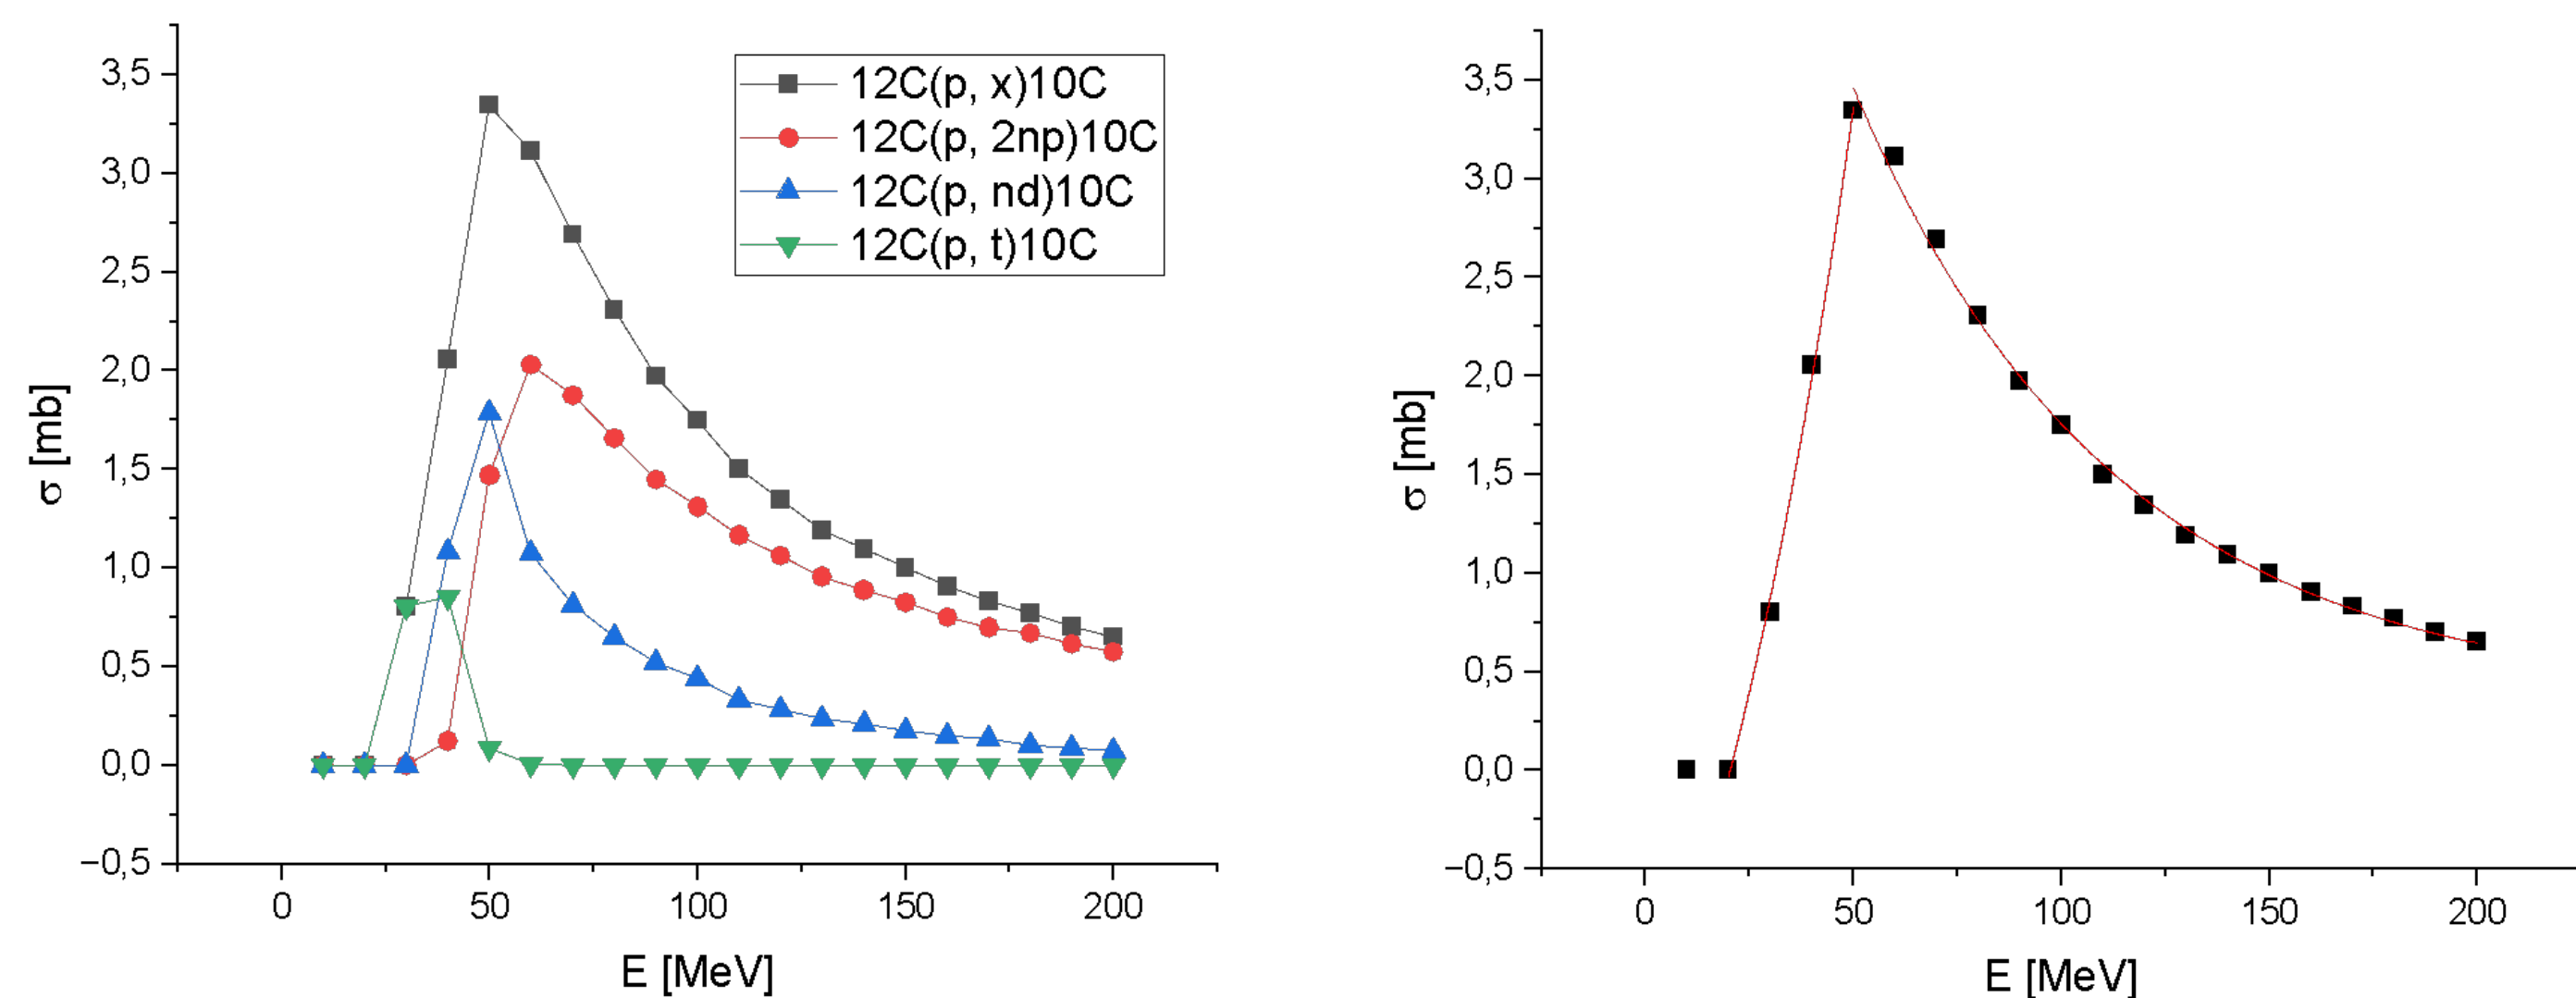 3,5
3,0
2,5
2,0
1,5
1,0
0,5
0,0
−0,5
σ [mb]
0 50 100 150 200
E [MeV]
12C(p, x)10C
12C(p, 2np)10C
12C(p, nd)10C
12C(p, t)10C
3,5
3,0
2,5
2,0
1,5
1,0
0,5
0,0
−0,5
σ [mb]
0 50 100 150 200
E [MeV]